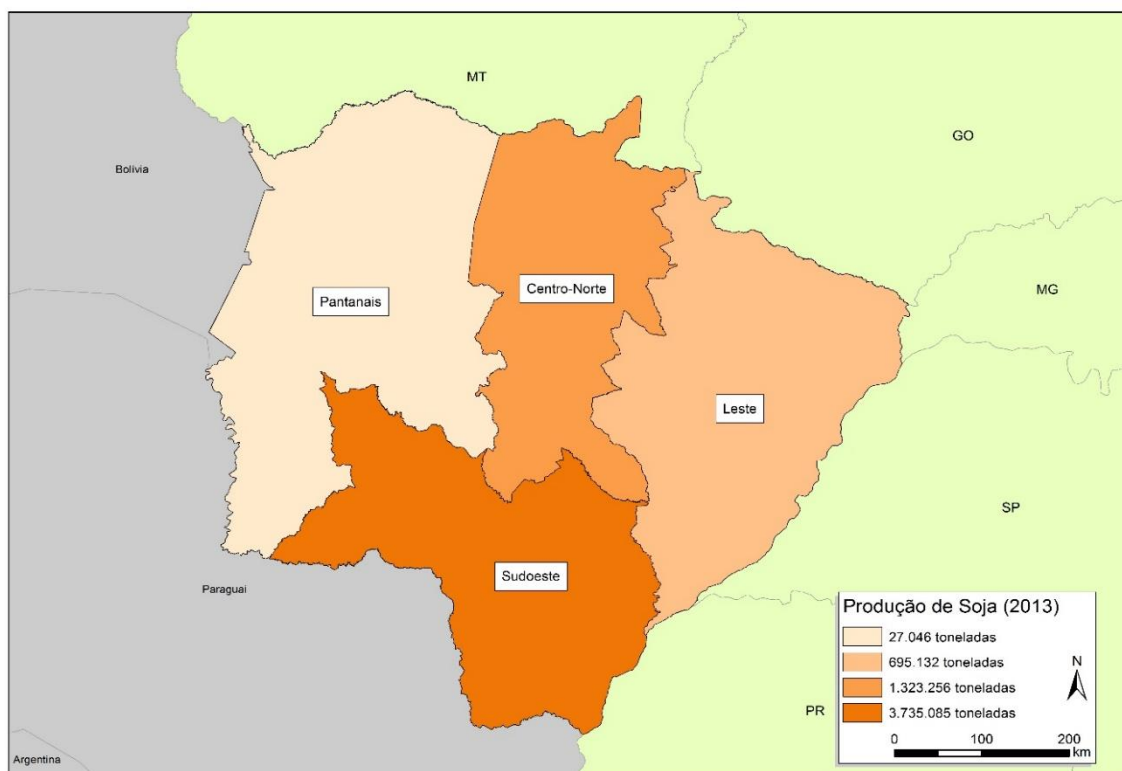 MT
GO
Bolívia
Centro-Norte
Pantanais
MG
Leste
SP
Sudoeste
Paraguai
Produção de Soja (2013)
27.046 toneladas
695.132 toneladas
1.323.256 toneladas
3.735.085 toneladas
N
0 100 200
km
PR
Argentina